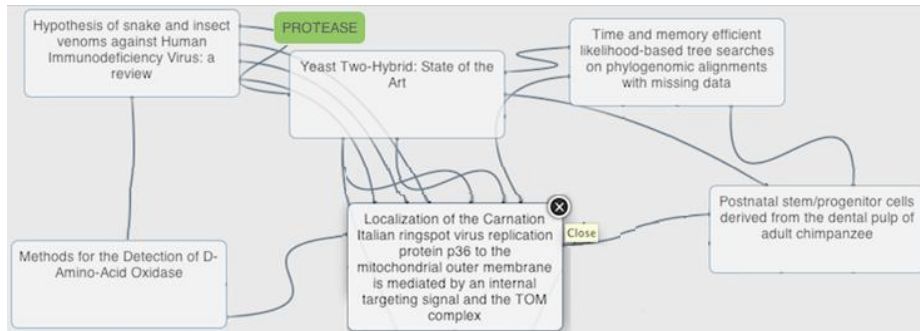 Hypothesis of snake and insect
venoms against Human
Immunodeficiency Virus: a
review
PROTEASE
Yeast Two-Hybrid: State of the
Art
Time and memory efficient
likelihood-based tree searches
on phylogenomic alignments
with missing data
Methods for the Detection of D-
Amino-Acid Oxidase
Localization of the Carnation
Italian ringspot virus replication
protein p36 to the
mitochondrial outer membrane
is mediated by an internal
targeting signal and the TOM
complex
Close
Postnatal stem/progenitor cells
derived from the dental pulp of
adult chimpanzee